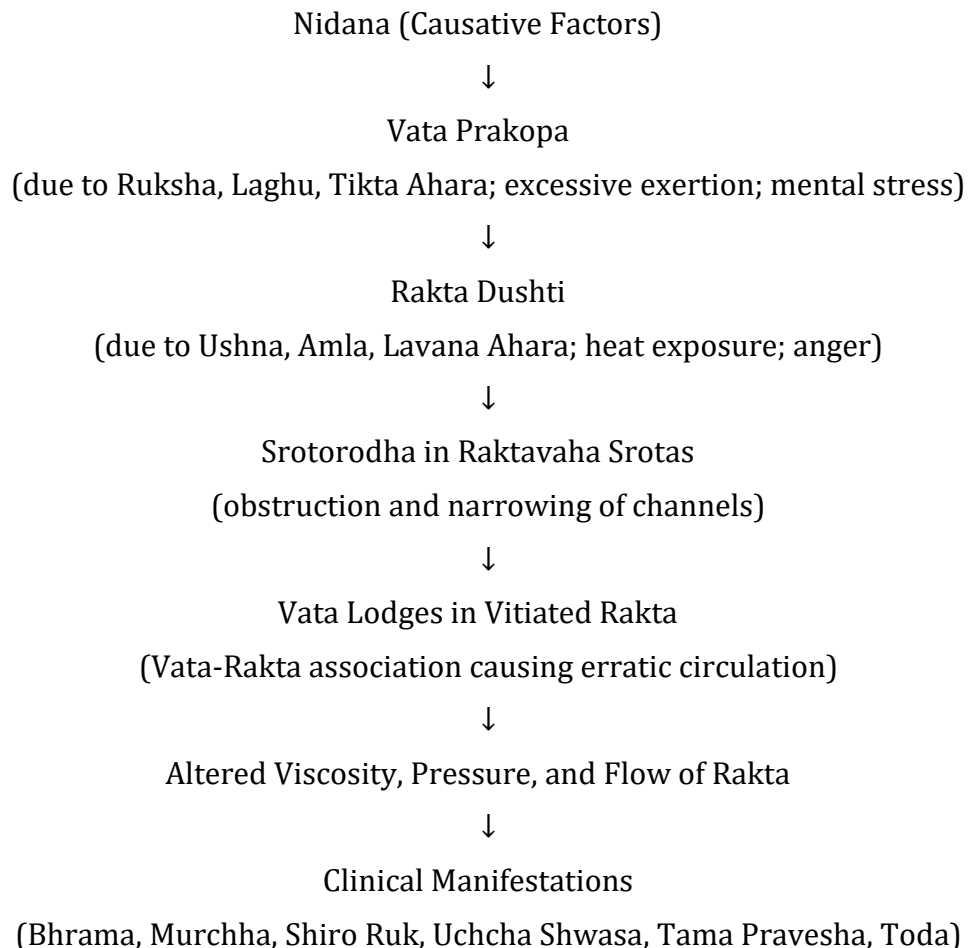 Nidana (Causative Factors)
↓
Vata Prakopa
(due to Ruksha, Laghu, Tikta Ahara; excessive exertion; mental stress)
↓
Rakta Dushti
(due to Ushna, Amla, Lavana Ahara; heat exposure; anger)
↓
Srotorodha in Raktavaha Srotas
(obstruction and narrowing of channels)
↓
Vata Lodges in Vitiated Rakta
(Vata-Rakta association causing erratic circulation)
↓
Altered Viscosity, Pressure, and Flow of Rakta
↓
Clinical Manifestations
(Bhrama, Murchha, Shiro Ruk, Uchcha Shwasa, Tama Pravesha, Toda)